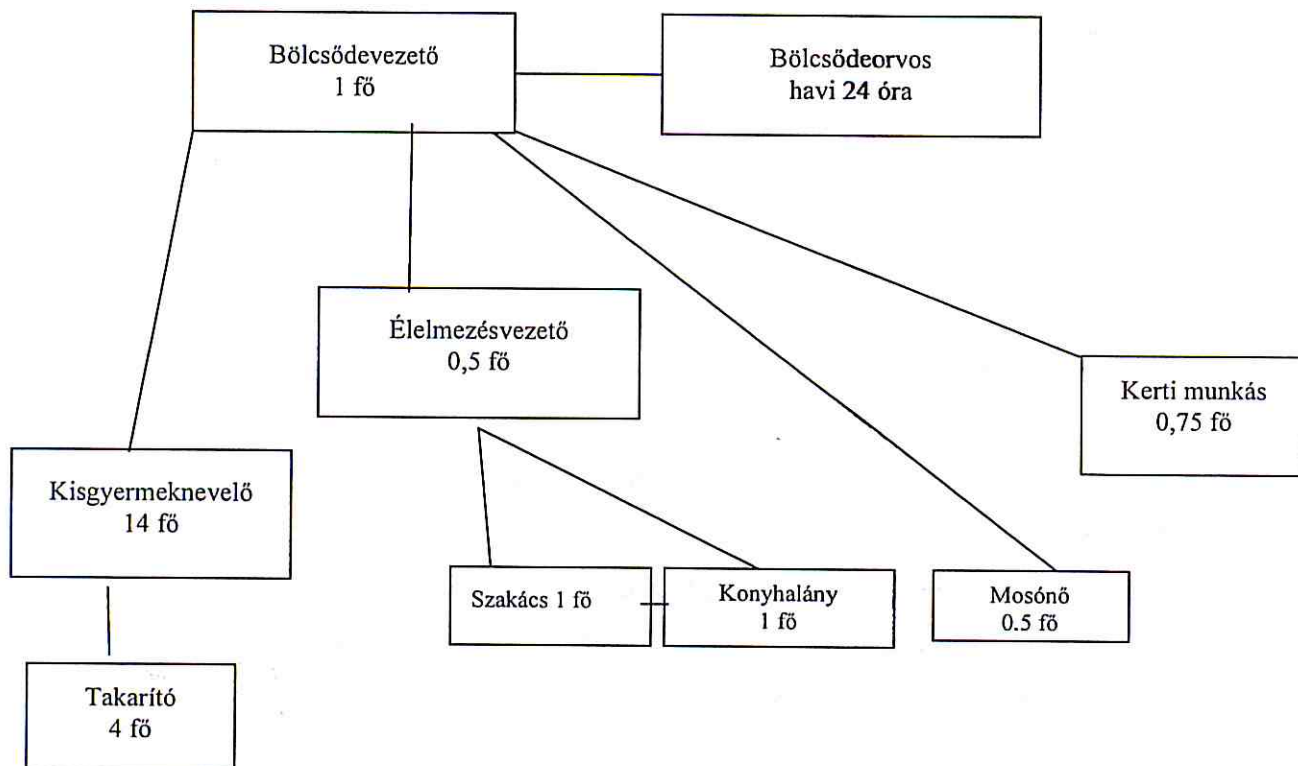 Bölcsődevezető
1 fő
Bölcsődeorvos
havi 24 óra
Élelmezésvezető
0,5 fő
Kerti munkás
0,75 fő
Kisgyermeknevelő
14 fő
Szakács 1 fő
Konyhalány
1 fő
Mosónő
0.5 fő
Takarító
4 fő